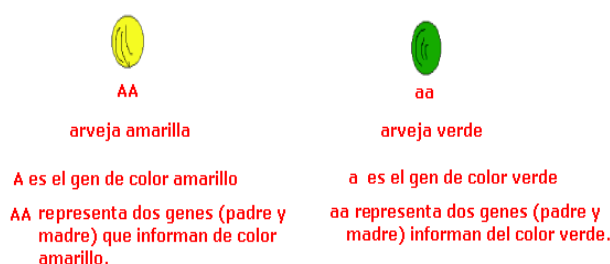 AA
arveja amarilla
A es el gen de color amarillo
AA representa dos genes (padre y
madre) que informan de color
amarillo.
aa
arveja verde
a es el gen de color verde
aa representa dos genes (padre y
madre) informan del color verde.